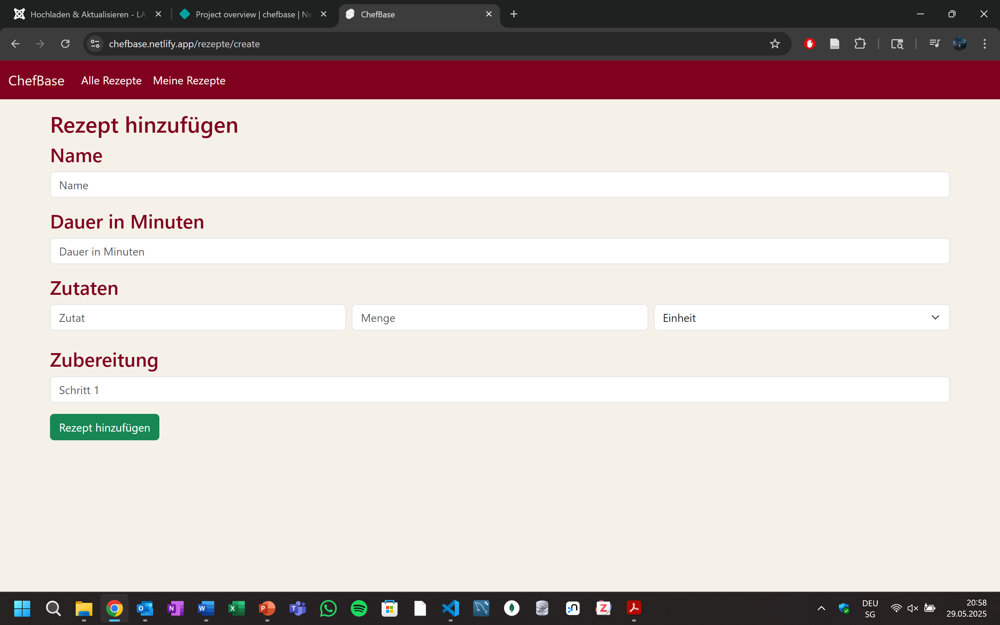 Hochladen & Aktualisieren - LA
Project overview | chefbase | Ne
ChefBase
chefbase.netlify.app/rezepte/create
ChefBase
Alle Rezepte
Meine Rezepte
Rezept hinzufügen
Name
Name
Dauer in Minuten
Dauer in Minuten
Zutaten
Zutat
Menge
Einheit
Zubereitung
Schritt 1
Rezept hinzufügen
DEU
SG
20:58
29.05.2025